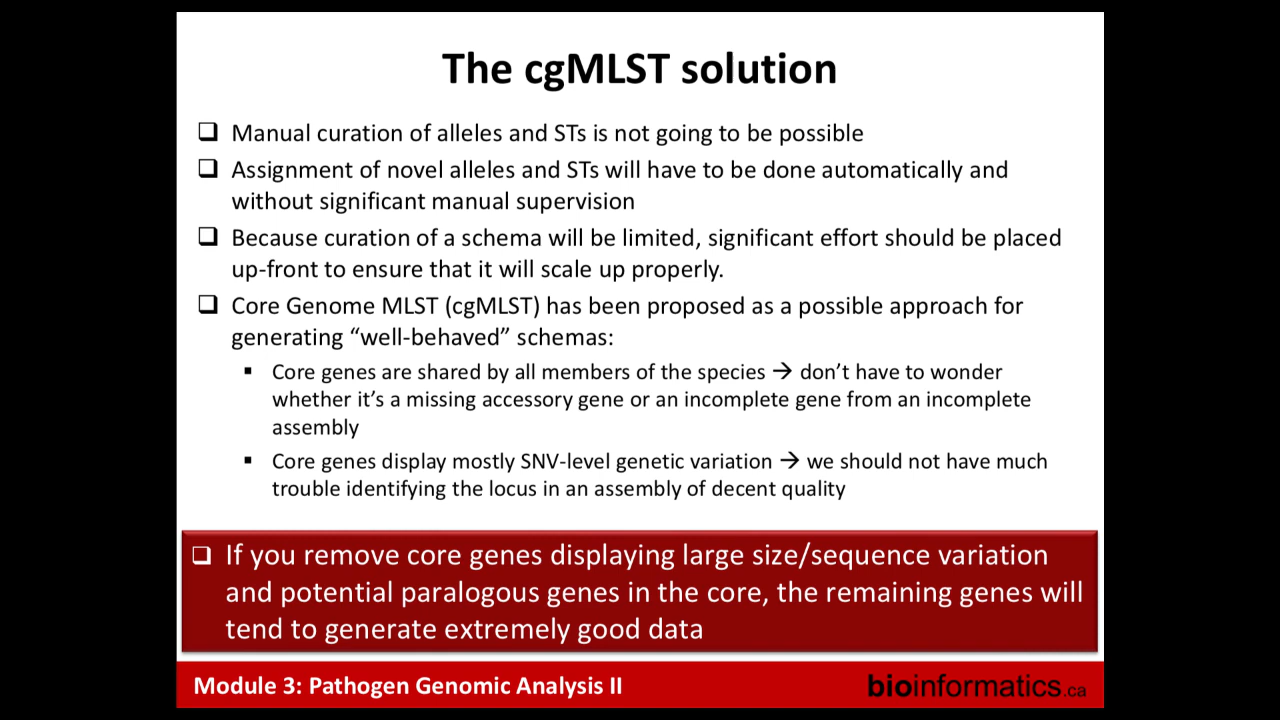 The cgMLST solution
❑ Manual curation of alleles and STs is not going to be possible
❑ Assignment of novel alleles and STs will have to be done automatically and
without significant manual supervision
❑ Because curation of a schema will be limited, significant effort should be placed
up-front to ensure that it will scale up properly.
❑ Core Genome MLST (cgMLST) has been proposed as a possible approach for
generating “well-behaved” schemas:
▪ Core genes are shared by all members of the species → don’t have to wonder
whether it’s a missing accessory gene or an incomplete gene from an incomplete
assembly
▪ Core genes display mostly SNV-level genetic variation → we should not have much
trouble identifying the locus in an assembly of decent quality
❑ If you remove core genes displaying large size/sequence variation
and potential paralogous genes in the core, the remaining genes will
tend to generate extremely good data
Module 3: Pathogen Genomic Analysis II
bioinformatics.ca